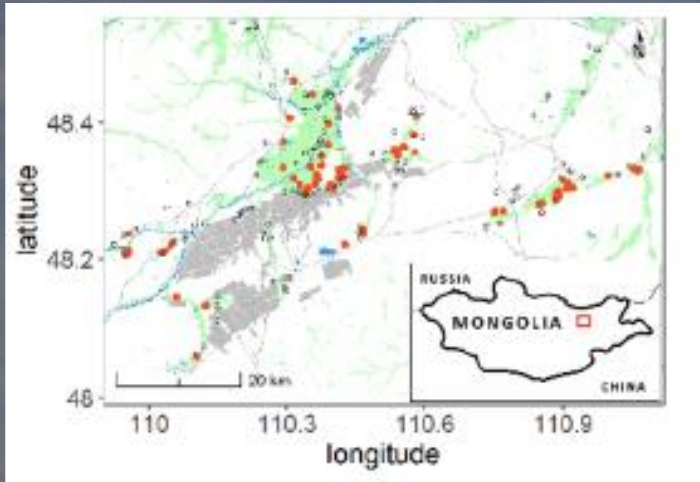 N
48.4
48.2
48
latitude
RUSSIA
MONGOLIA
CHINA
20 km
110
110.3
110.6
110.9
longitude